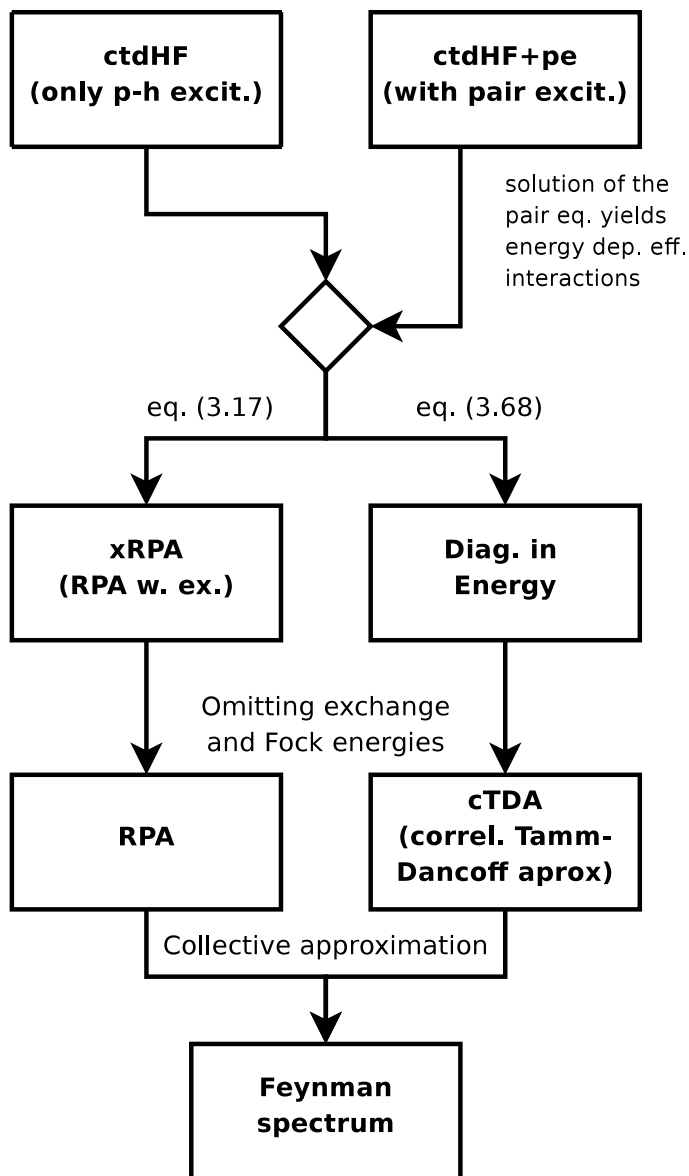 ctdHF
(only p-h excit.)
ctdHF+pe
(with pair excit.)
solution of the
pair eq. yields
energy dep. eff.
interactions
eq. (3.17)
eq. (3.68)
xRPA
(RPA w. ex.)
Diag. in
Energy
Omitting exchange
and Fock energies
RPA
cTDA
(correl. Tamm-
Dancoff aprox)
Collective approximation
Feynman
spectrum